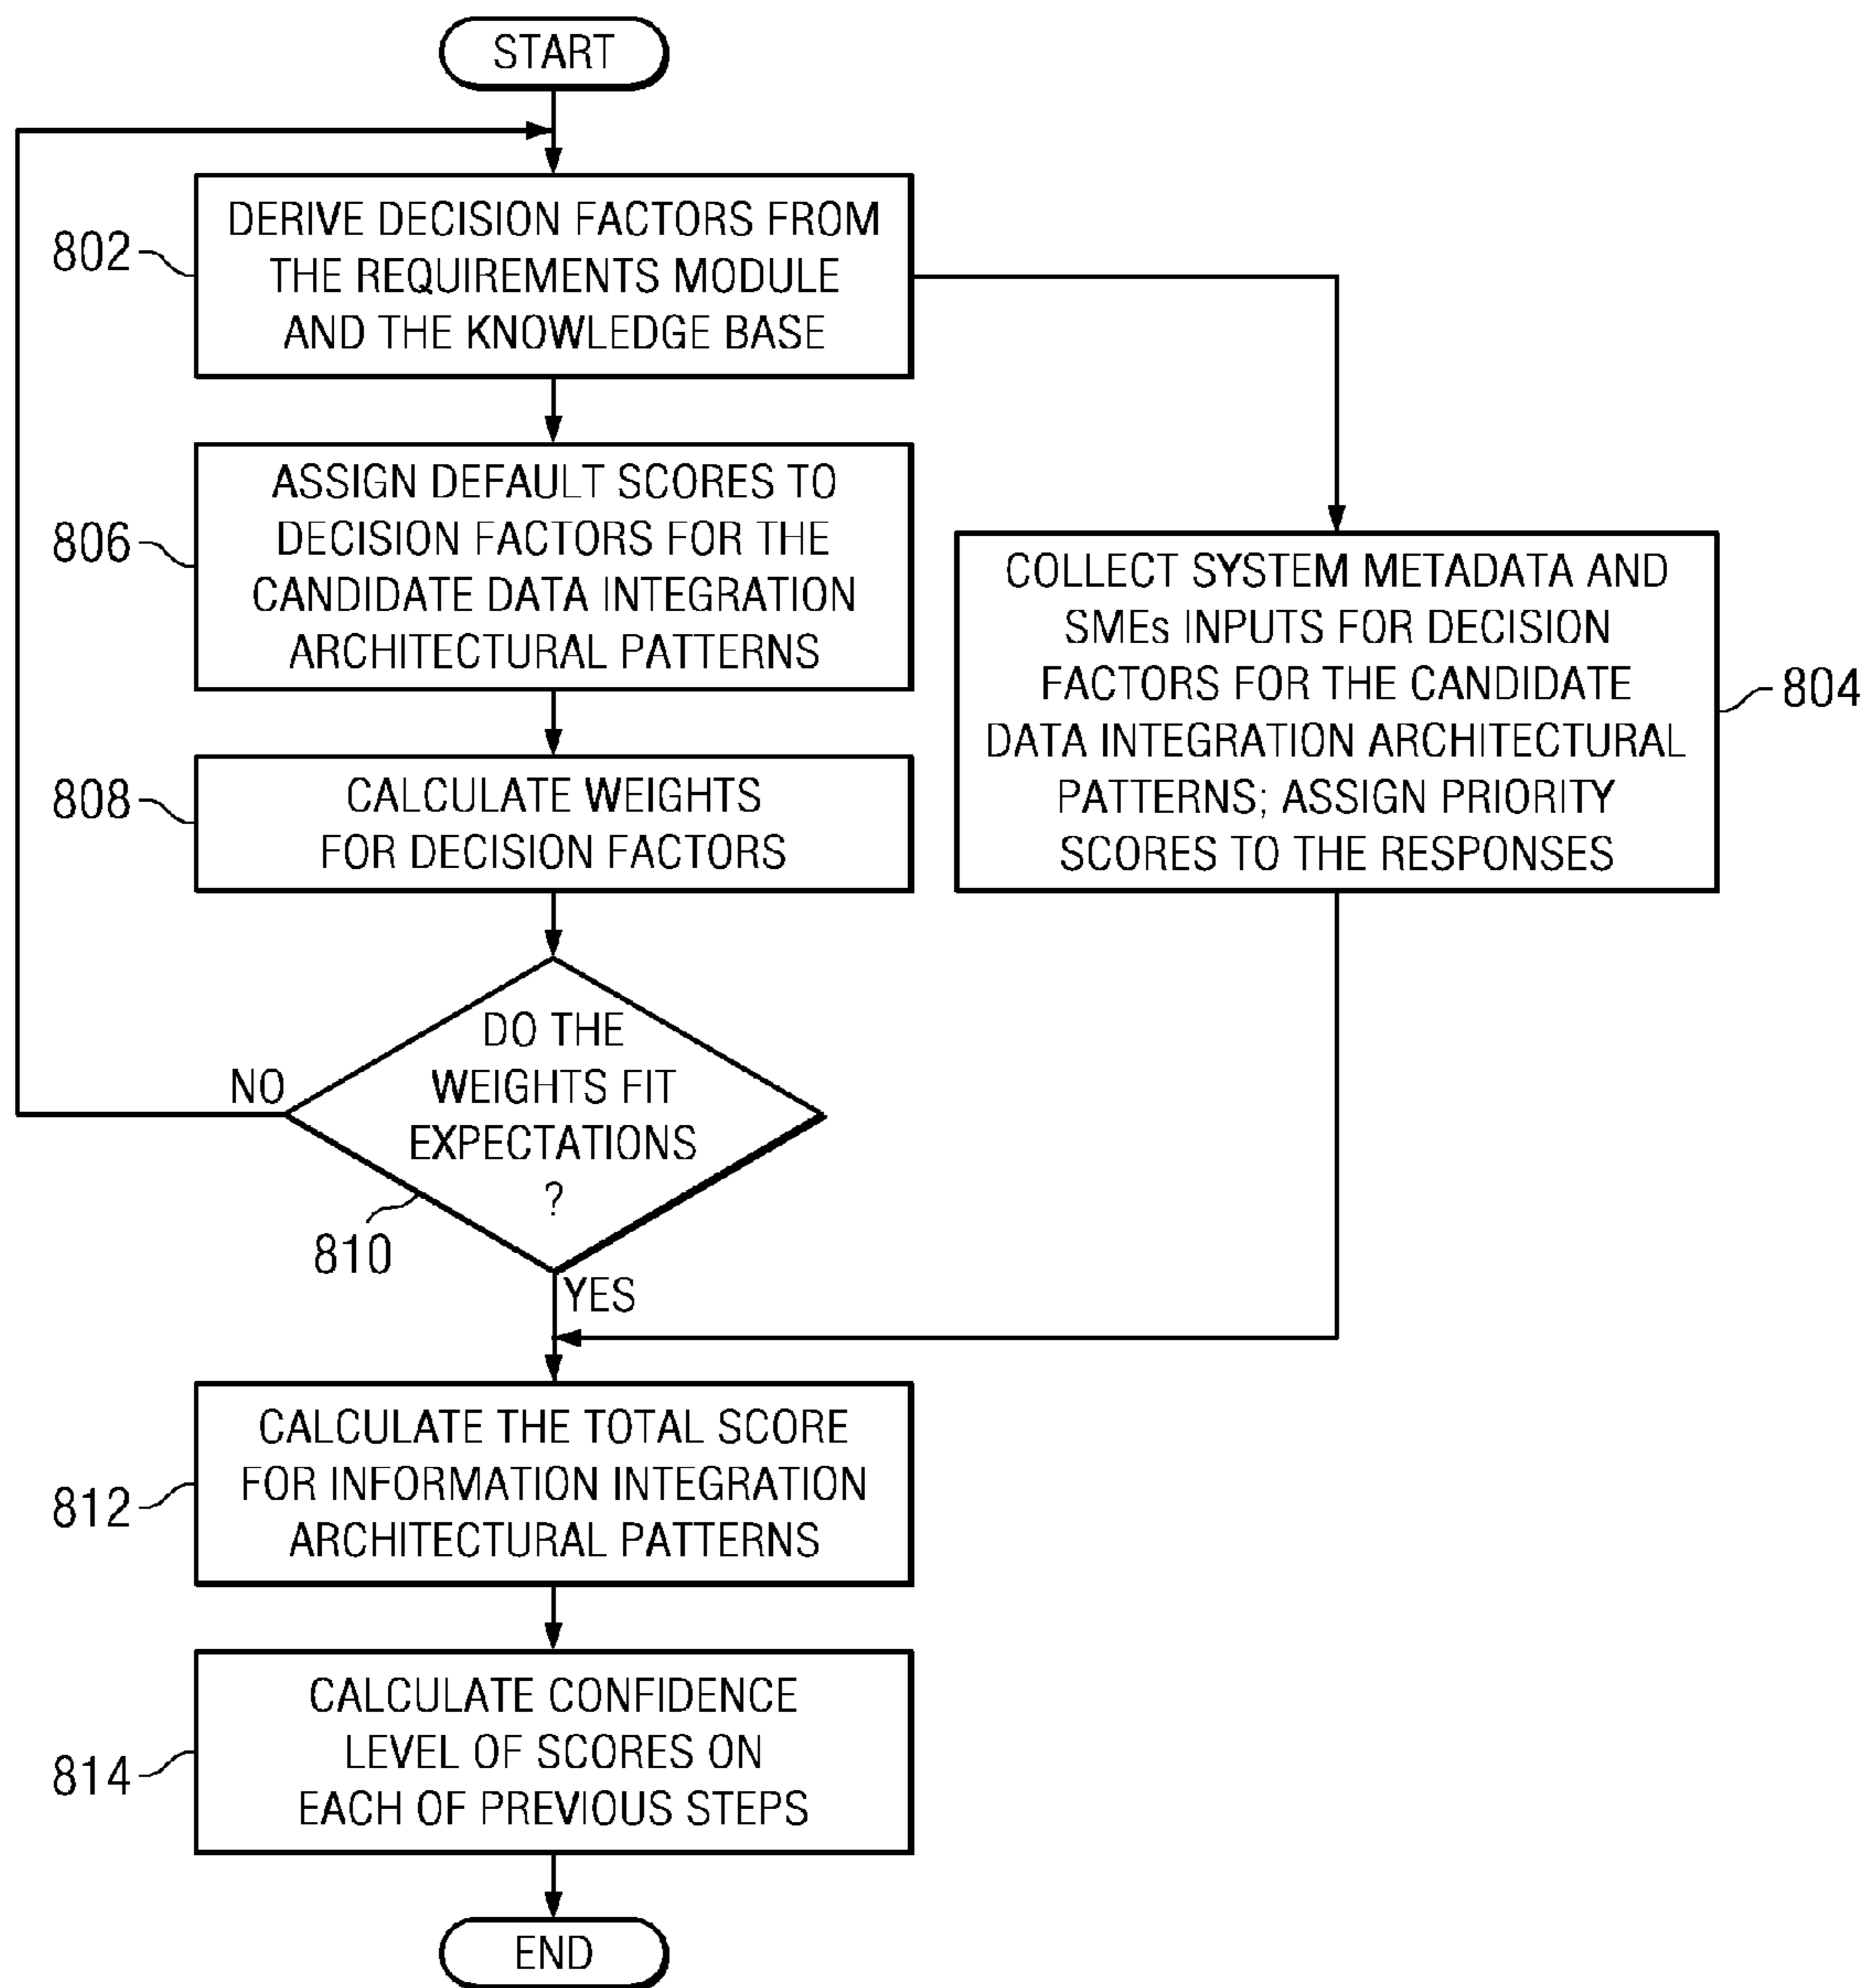 START
802
DERIVE DECISION FACTORS FROM
THE REQUIREMENTS MODULE
AND THE KNOWLEDGE BASE
806
ASSIGN DEFAULT SCORES TO
DECISION FACTORS FOR THE
CANDIDATE DATA INTEGRATION
ARCHITECTURAL PATTERNS
COLLECT SYSTEM METADATA AND
SMEs INPUTS FOR DECISION
FACTORS FOR THE CANDIDATE
DATA INTEGRATION ARCHITECTURAL
PATTERNS; ASSIGN PRIORITY
SCORES TO THE RESPONSES
804
808
CALCULATE WEIGHTS
FOR DECISION FACTORS
DO THE
WEIGHTS FIT
EXPECTATIONS
?
NO
810
YES
812
CALCULATE THE TOTAL SCORE
FOR INFORMATION INTEGRATION
ARCHITECTURAL PATTERNS
814
CALCULATE CONFIDENCE
LEVEL OF SCORES ON
EACH OF PREVIOUS STEPS
END